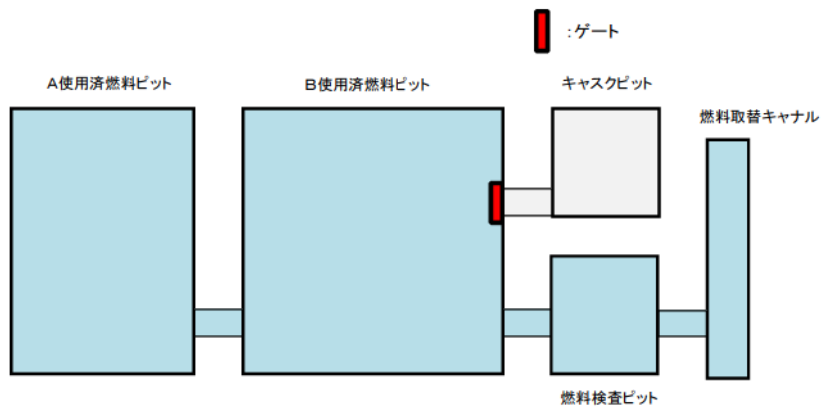 :ゲート
A使用済燃料ピット
B使用済燃料ピット
キャスクピット
燃料取替キャナル
燃料検査ピット